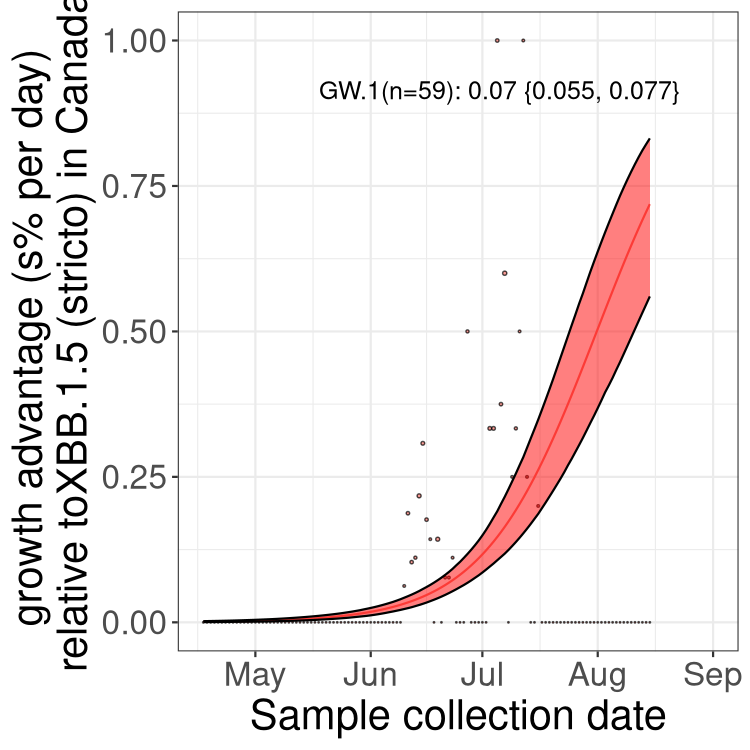 growth advantage (s% per day)
relative toXBB.1.5 (stricto) in Canada
1.00
0.75
0.50
0.25
0.00
GW.1(n=59): 0.07 {0.055, 0.077}
May Jun Jul Aug Sep
Sample collection date